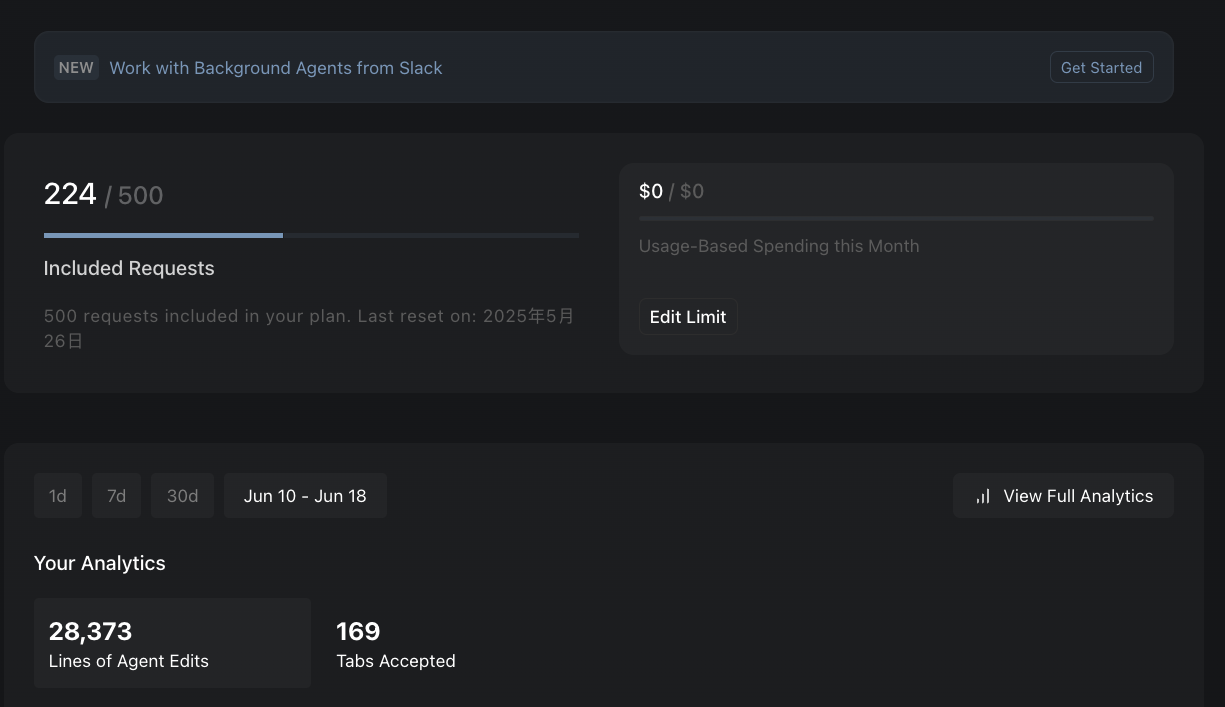 NEW Work with Background Agents from Slack Get Started
224 / 500
Included Requests
500 requests included in your plan. Last reset on: 2025年5月
26日
$0 / $0
Usage-Based Spending this Month
Edit Limit
1d 7d 30d Jun 10 - Jun 18 View Full Analytics
Your Analytics
28,373
Lines of Agent Edits
169
Tabs Accepted